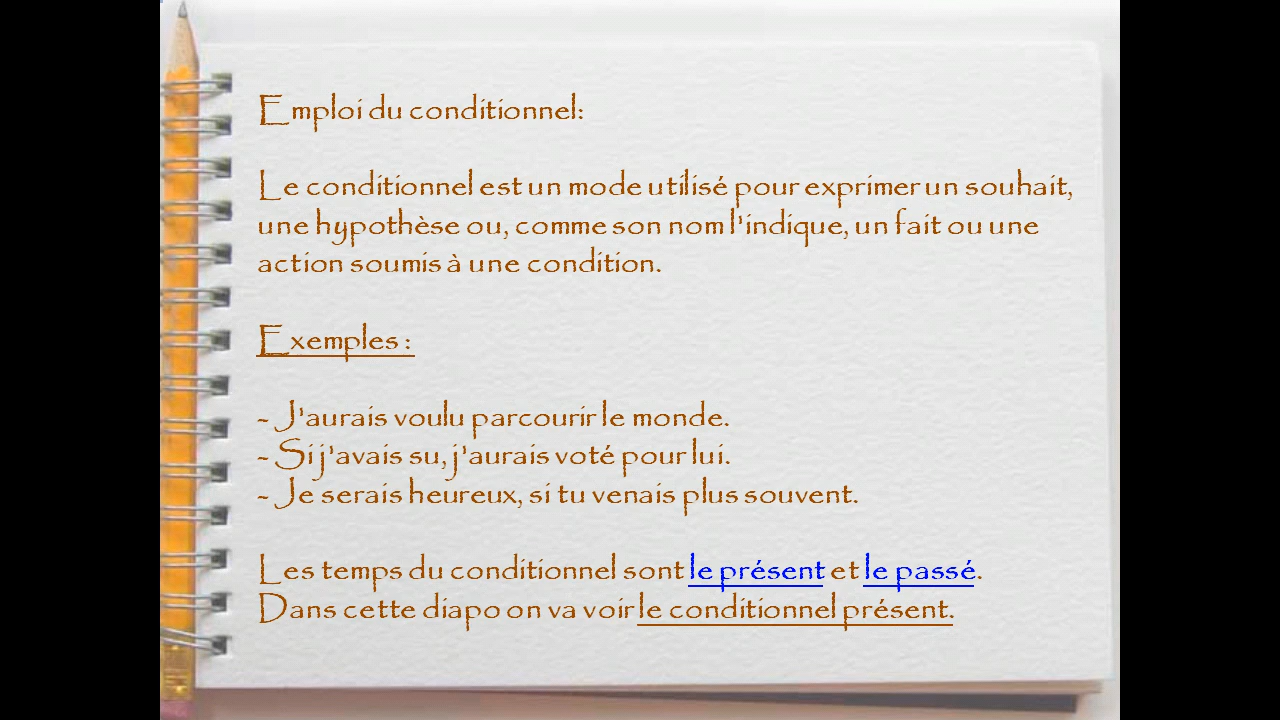 Emploi du conditionnel:
Le conditionnel est un mode utilisé pour exprimer un souhait,
une hypothèse ou, comme son nom l'indique, un fait ou une
action soumis à une condition.
Exemples :
- J'aurais voulu parcourir le monde.
- Si j'avais su, j'aurais voté pour lui.
- Je serais heureux, si tu venais plus souvent.
Les temps du conditionnel sont le présent et le passé.
Dans cette diapo on va voir le conditionnel présent.